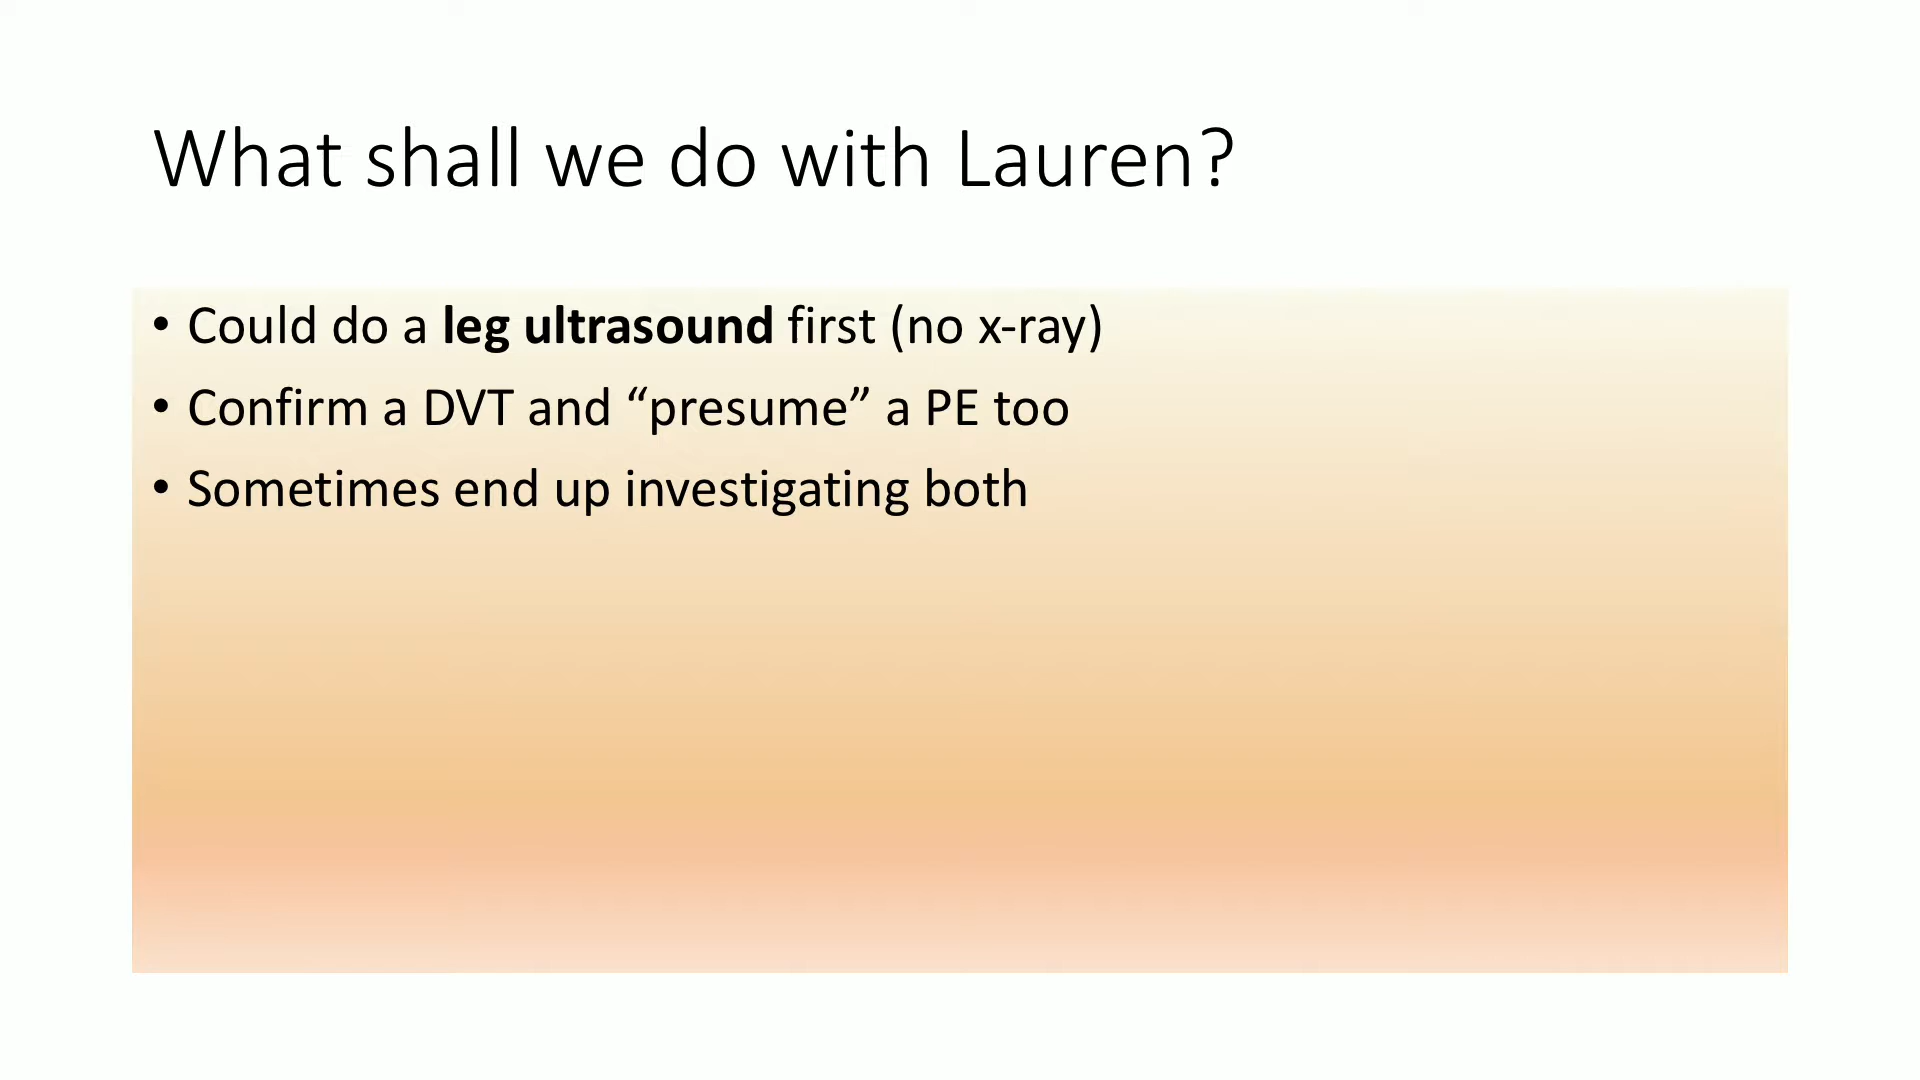 What shall we do with Lauren?
• Could do a leg ultrasound first (no x-ray)
• Confirm a DVT and “presume” a PE too
• Sometimes end up investigating both